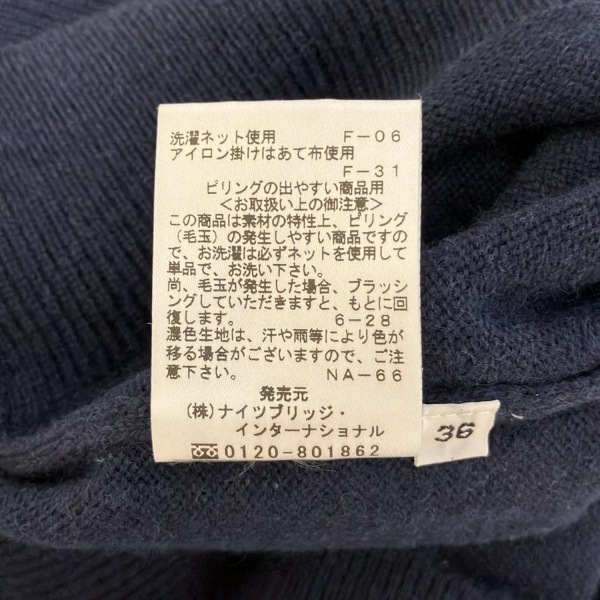 洗濯ネット使用　F－０６
アイロン掛けはあて布使用
F－３１
ピリングの出やすい商品用
＜お取扱い上の御注意＞
この商品は素材の特性上、ピリング
（毛玉）の発生しやすい商品ですの
で、お洗濯は必ずネットを使用して
単品で、お洗い下さい。
尚、毛玉が発生した場合、ブラッシ
ングしていただきますと、もとに回
復します。　６－２８
濃色生地は、汗や雨等により色が
移る場合がございますので、ご注
意下さい。　NA－６６
発売元
（株）ナイツブリッジ・
インターナショナル
0120-801862
36